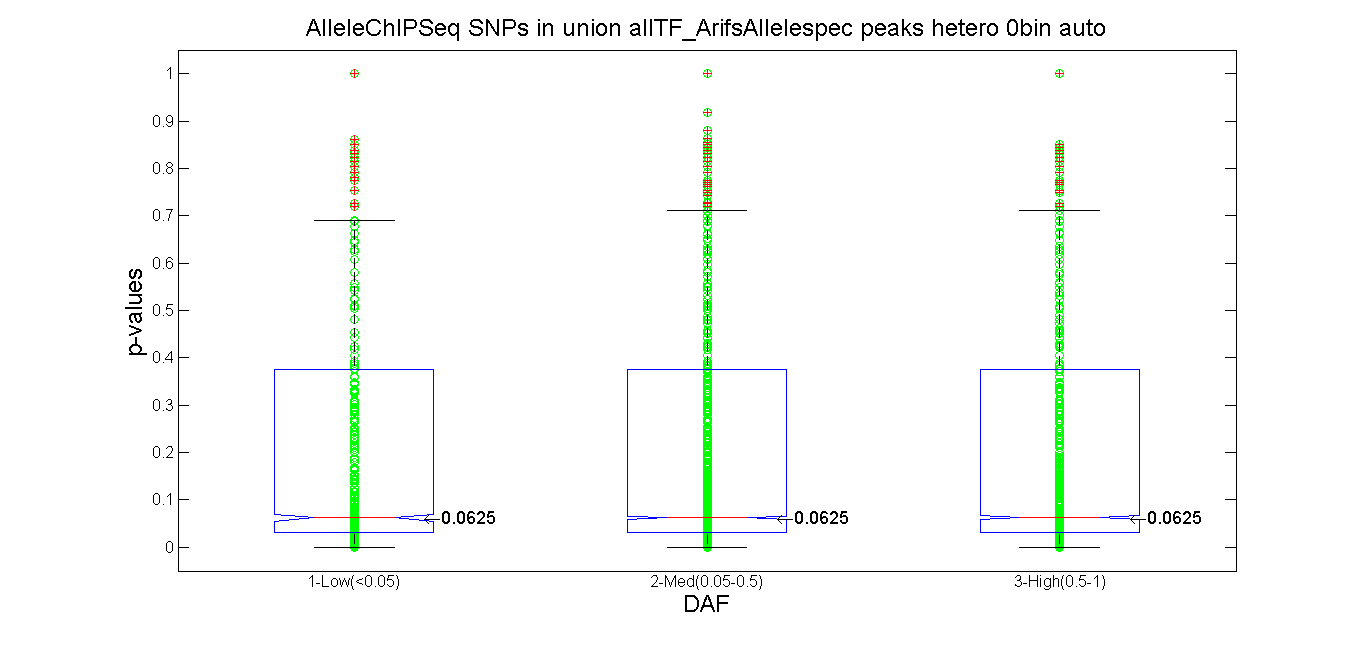 AlleleChIPSeq SNPs in union allTF_ArifsAllelespec peaks hetero 0bin auto
1
0.9
0.8
0.7
0.6
0.5
0.4
0.3
0.2
0.1
0
p-values
0.0625
0.0625
0.0625
1-Low(<0.05)
2-Med(0.05-0.5)
3-High(0.5-1)
DAF